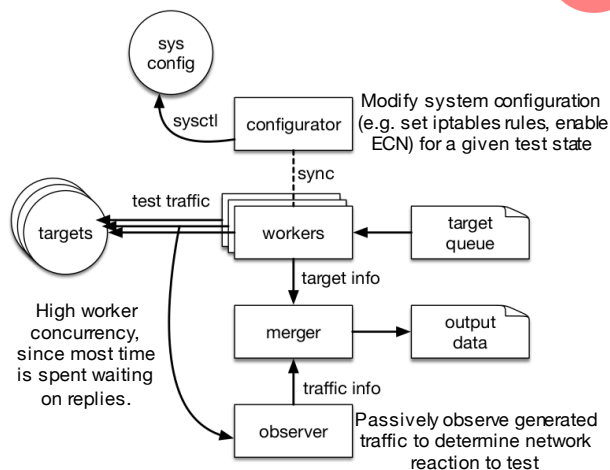 sys
config
sysctl
configurator
Modify system configuration
(e.g. set iptables rules, enable
ECN) for a given test state
sync
test traffic
targets
workers
target
queue
target info
High worker
concurrency,
since most time
is spent waiting
on replies.
merger
output
data
traffic info
observer
Passively observe generated
traffic to determine network
reaction to test